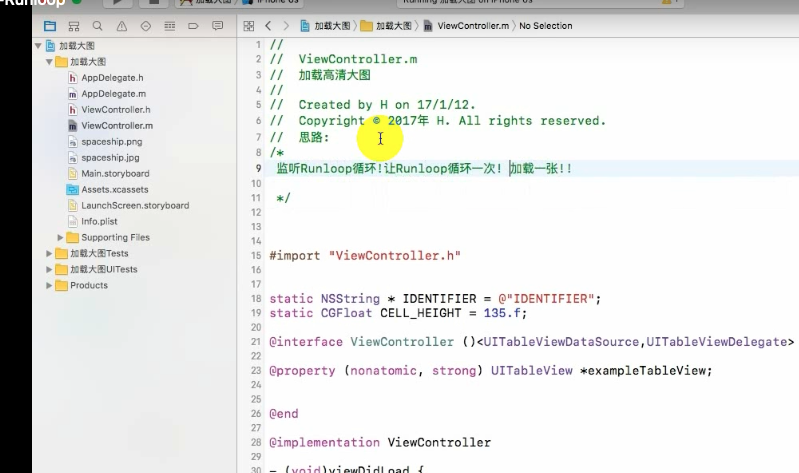 -Runloop
Running 加载大图 on iPhone 6s
加载大图 加载大图 ViewController.m No Selection
加载大图
加载大图
AppDelegate.h
AppDelegate.m
ViewController.h
ViewController.m
spaceship.png
spaceship.jpg
Main.storyboard
Assets.xcassets
LaunchScreen.storyboard
Info.plist
Supporting Files
加载大图Tests
加载大图UITests
Products
1 //
2 // ViewController.m
3 // 加载高清大图
4 //
5 // Created by H on 17/1/12.
6 // Copyright © 2017年 H. All rights reserved.
7 // 思路:
8 /*
9 监听Runloop循环!让Runloop循环一次! 加载一张!!
10
11 */
12
13
14
15 #import "ViewController.h"
16
17
18 static NSString * IDENTIFIER = @"IDENTIFIER";
19 static CGFloat CELL_HEIGHT = 135.f;
20
21 @interface ViewController ()<UITableViewDataSource,UITableViewDelegate>
22
23 @property (nonatomic, strong) UITableView *exampleTableView;
24
25
26 @end
27
28 @implementation ViewController
29
30 - (void)viewDidLoad {